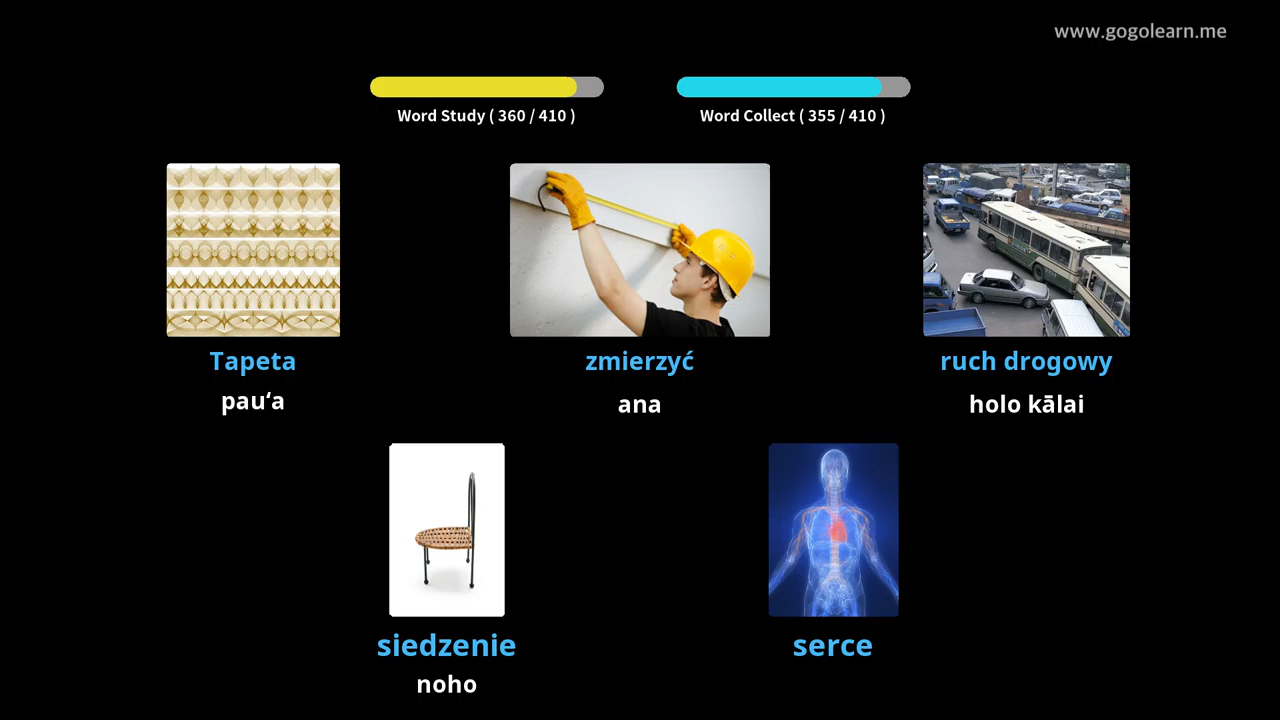 www.gogolearn.me
Word Study ( 360 / 410 )
Word Collect ( 355 / 410 )
Tapeta
pauʻa
zmierzyć
ana
ruch drogowy
holo kālai
siedzenie
noho
serce